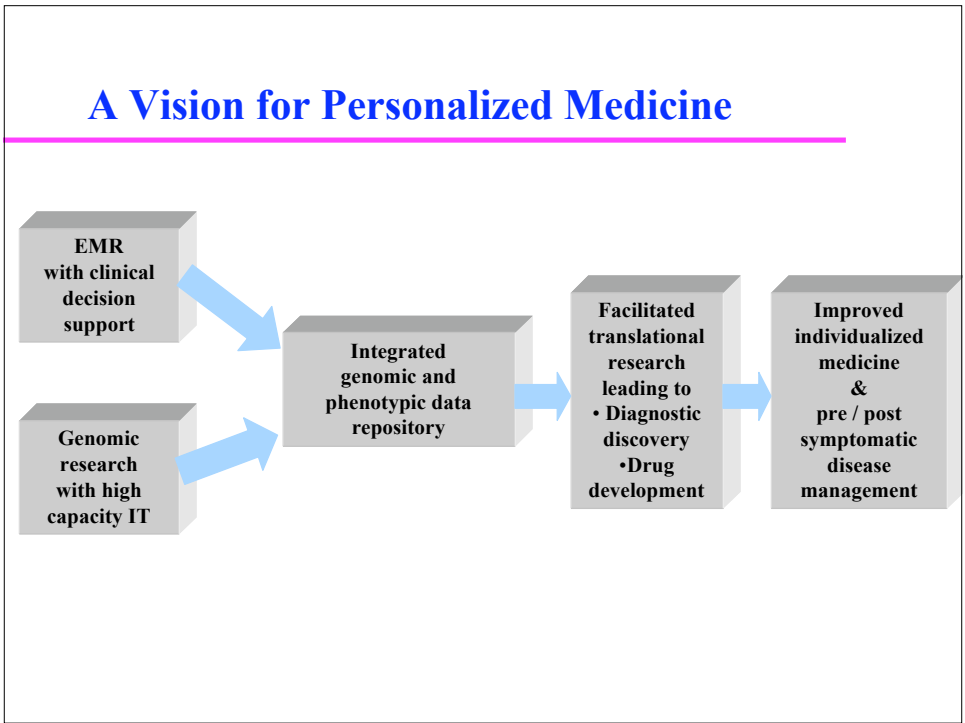 A Vision for Personalized Medicine
EMR
with clinical
decision
support
Genomic
research
with high
capacity IT
Integrated
genomic and
phenotypic data
repository
Facilitated
translational
research
leading to
• Diagnostic
discovery
•Drug
development
Improved
individualized
medicine
&
pre / post
symptomatic
disease
management